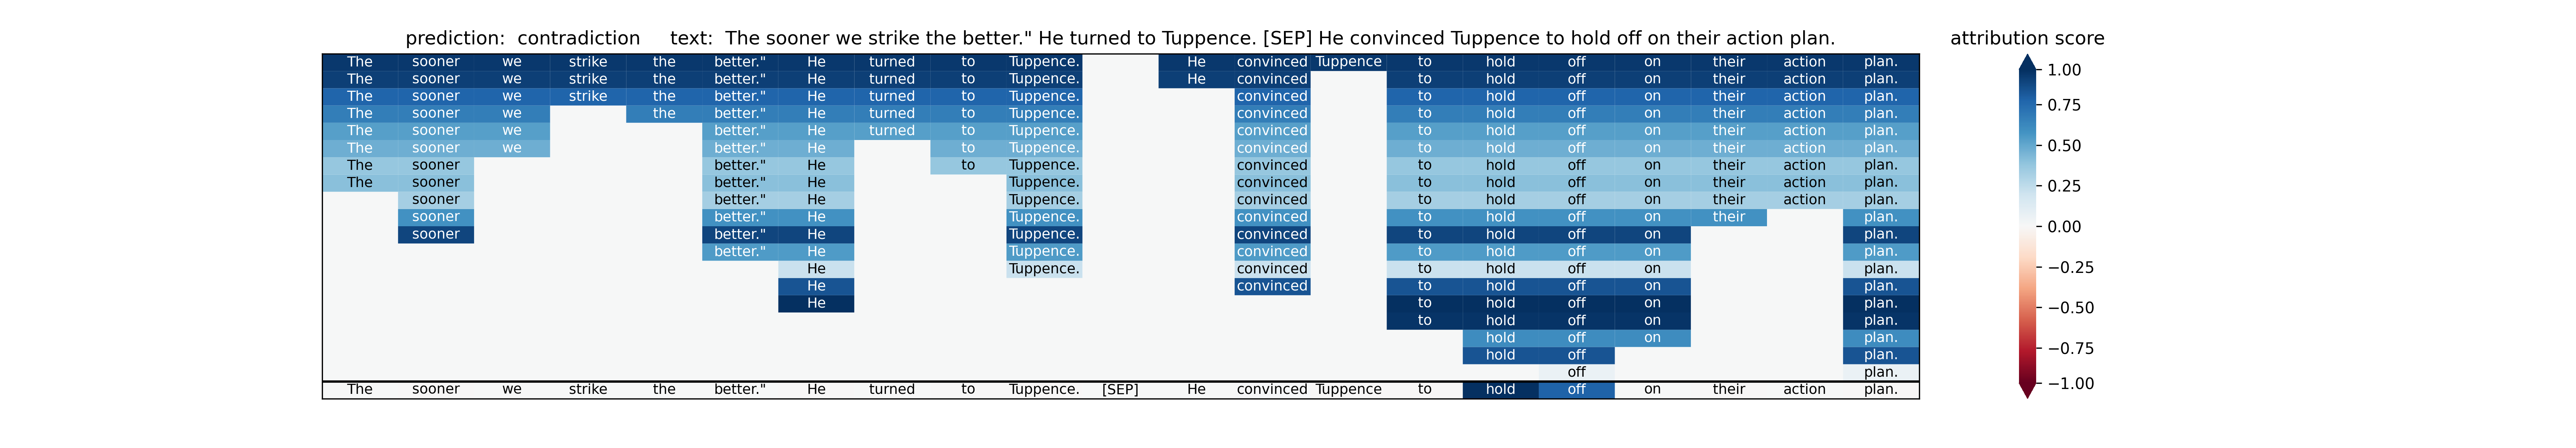 prediction: contradiction text: The sooner we strike the better." He turned to Tuppence. [SEP] He convinced Tuppence to hold off on their action plan.
The sooner we strike the better." He turned to Tuppence. He convinced Tuppence to hold off on their action plan.
The sooner we strike the better." He turned to Tuppence. He convinced to hold off on their action plan.
The sooner we strike the better." He turned to Tuppence. convinced to hold off on their action plan.
The sooner we the better." He turned to Tuppence. convinced to hold off on their action plan.
The sooner we better." He turned to Tuppence. convinced to hold off on their action plan.
The sooner we better." He to Tuppence. convinced to hold off on their action plan.
The sooner better." He to Tuppence. convinced to hold off on their action plan.
The sooner better." He Tuppence. convinced to hold off on their action plan.
sooner better." He Tuppence. convinced to hold off on their action plan.
sooner better." He Tuppence. convinced to hold off on their plan.
sooner better." He Tuppence. convinced to hold off on plan.
better." He Tuppence. convinced to hold off on plan.
He Tuppence. convinced to hold off on plan.
He convinced to hold off on plan.
He to hold off on plan.
to hold off on plan.
hold off on plan.
hold off plan.
off plan.
The sooner we strike the better." He turned to Tuppence. [SEP] He convinced Tuppence to hold off on their action plan.
attribution score
1.00
0.75
0.50
0.25
0.00
−0.25
−0.50
−0.75
−1.00